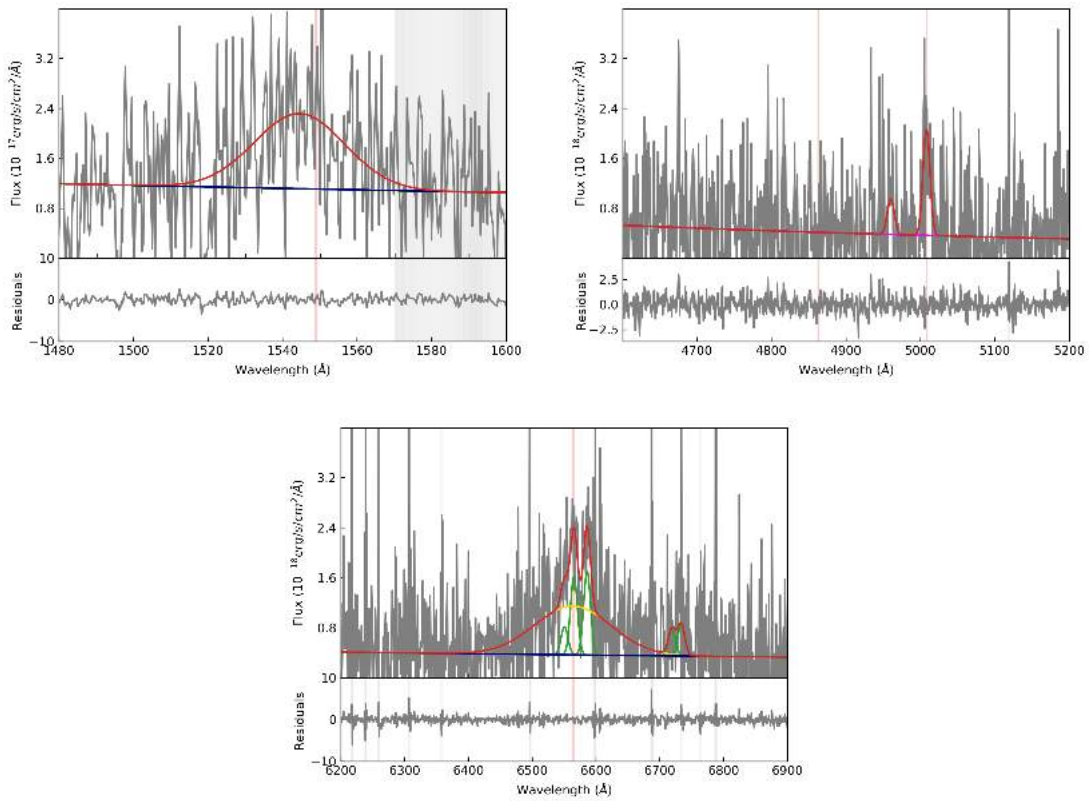 3.2
2.4
1.6
0.8
Flux (10⁻¹⁷erg/s/cm²/Å)
10
0
−10
Residuals
1480 1500 1520 1540 1560 1580 1600
Wavelength (Å)
3.2
2.4
1.6
0.8
Flux (10⁻¹⁸erg/s/cm²/Å)
2.5
0.0
−2.5
Residuals
4700 4800 4900 5000 5100 5200
Wavelength (Å)
3.2
2.4
1.6
0.8
Flux (10⁻¹⁸erg/s/cm²/Å)
10
0
−10
Residuals
6200 6300 6400 6500 6600 6700 6800 6900
Wavelength (Å)